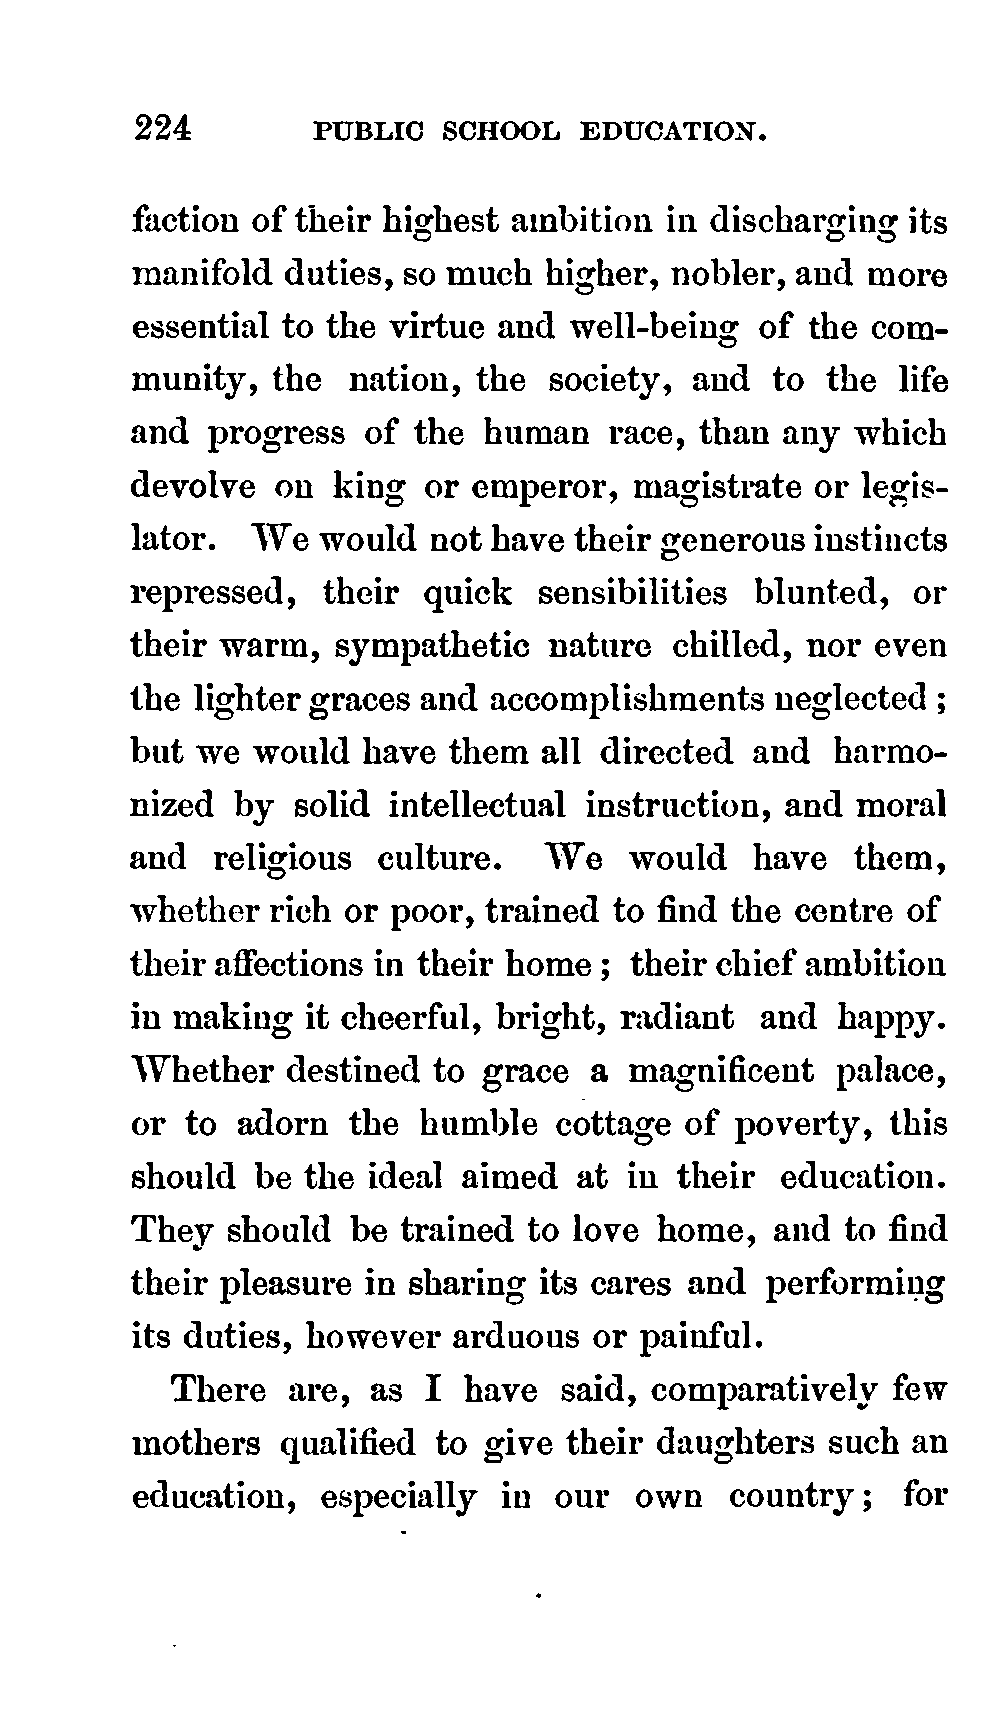 224 PUBLIC SCHOOL EDUCATION.
faction of their highest ambition in discharging its
manifold duties, so much higher, nobler, and more
essential to the virtue and well-being of the com-
munity, the nation, the society, and to the life
and progress of the human race, than any which
devolve on king or emperor, magistrate or legis-
lator. We would not have their generous instincts
repressed, their quick sensibilities blunted, or
their warm, sympathetic nature chilled, nor even
the lighter graces and accomplishments neglected ;
but we would have them all directed and harmo-
nized by solid intellectual instruction, and moral
and religious culture. We would have them,
whether rich or poor, trained to find the centre of
their affections in their home ; their chief ambition
in making it cheerful, bright, radiant and happy.
Whether destined to grace a magnificent palace,
or to adorn the humble cottage of poverty, this
should be the ideal aimed at in their education.
They should be trained to love home, and to find
their pleasure in sharing its cares and performing
its duties, however arduous or painful.
There are, as I have said, comparatively few
mothers qualified to give their daughters such an
education, especially in our own country ; for